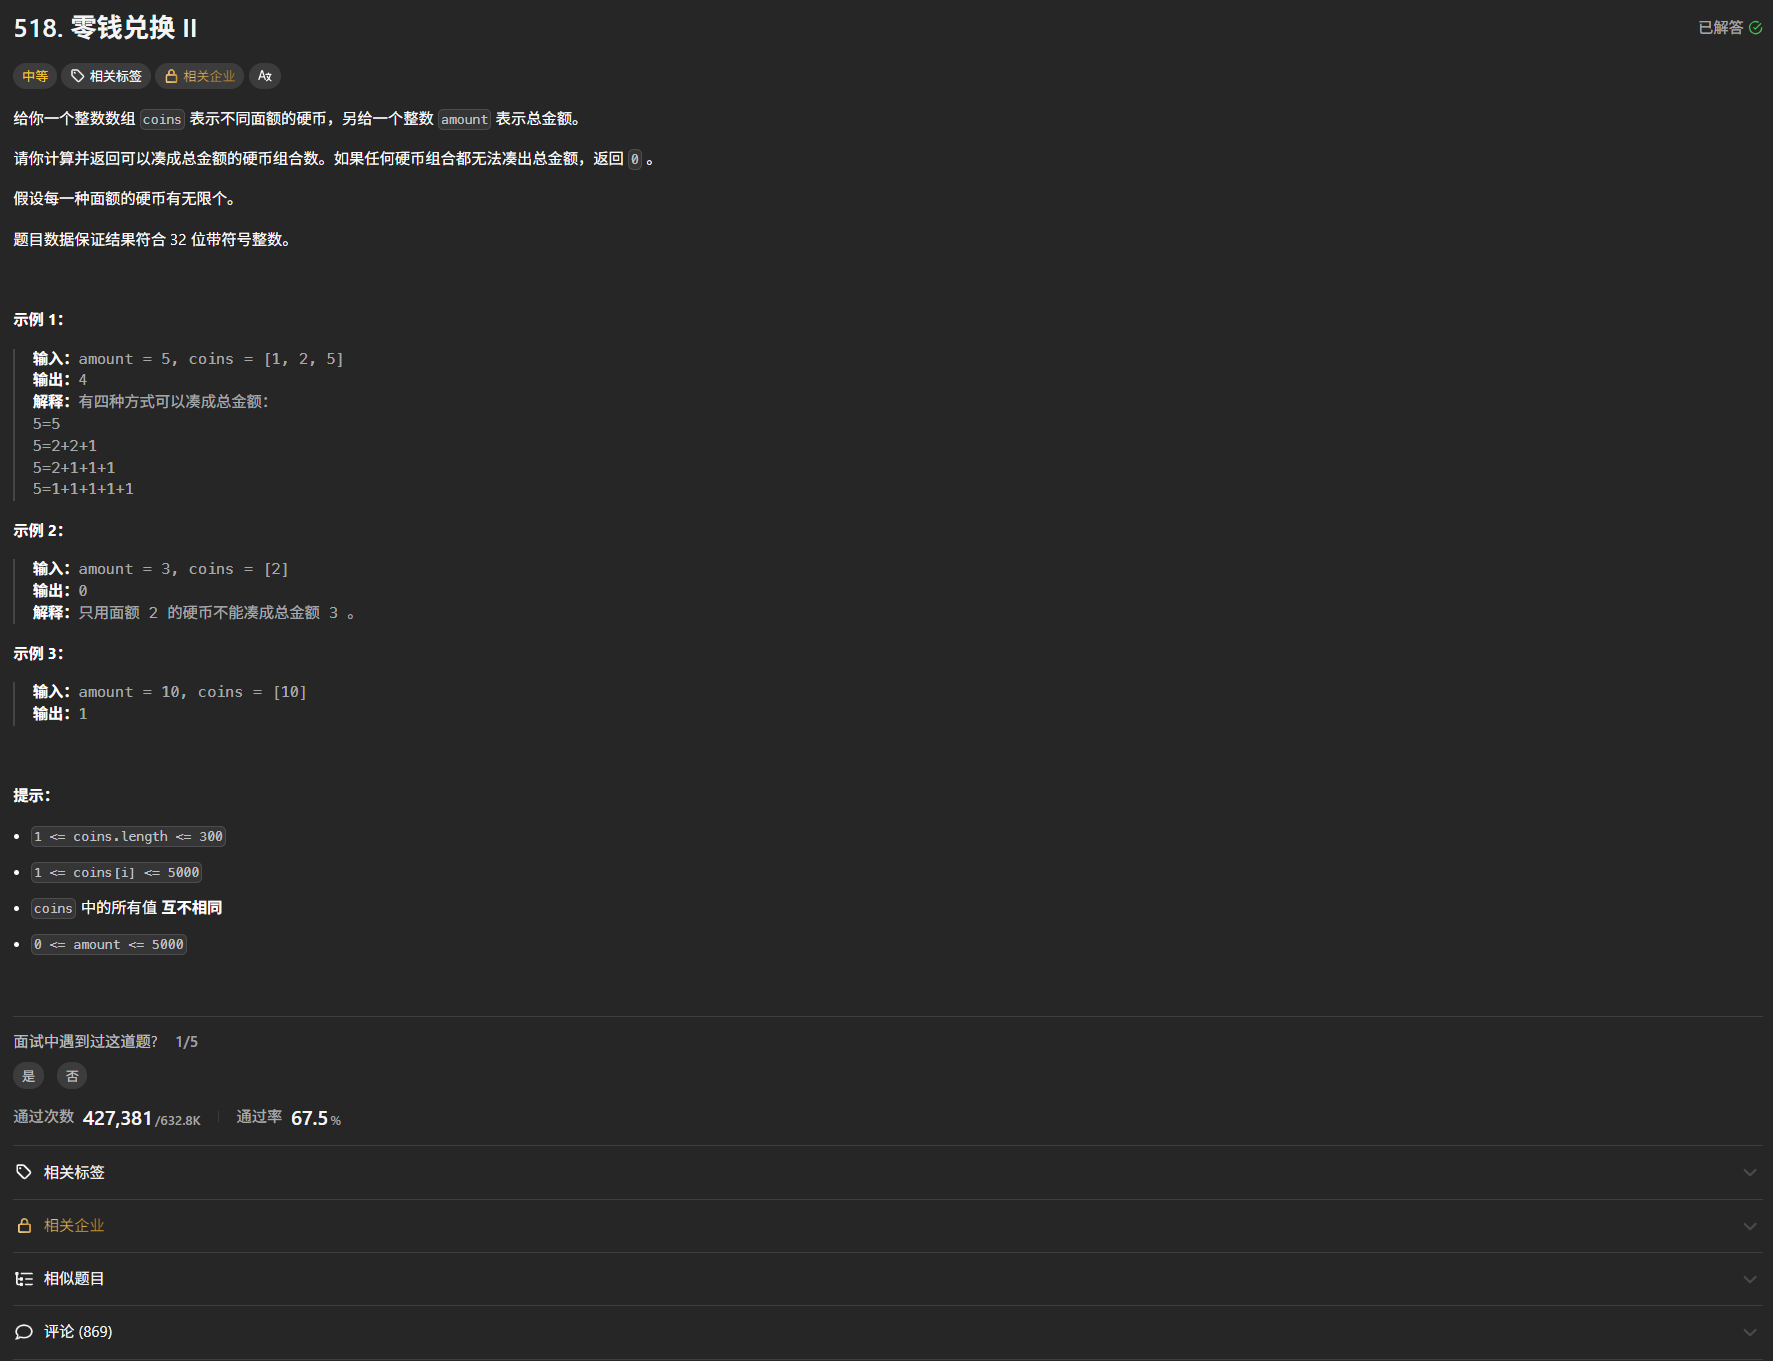 518. 零钱兑换 II
已解答
中等 相关标签 相关企业
给你一个整数数组 coins 表示不同面额的硬币，另给一个整数 amount 表示总金额。
请你计算并返回可以凑成总金额的硬币组合数。如果任何硬币组合都无法凑出总金额，返回 0 。
假设每一种面额的硬币有无限个。
题目数据保证结果符合 32 位带符号整数。
示例 1：
输入：amount = 5, coins = [1, 2, 5]
输出：4
解释：有四种方式可以凑成总金额：
5=5
5=2+2+1
5=2+1+1+1
5=1+1+1+1+1
示例 2：
输入：amount = 3, coins = [2]
输出：0
解释：只用面额 2 的硬币不能凑成总金额 3 。
示例 3：
输入：amount = 10, coins = [10]
输出：1
提示：
1 <= coins.length <= 300
1 <= coins[i] <= 5000
coins 中的所有值 互不相同
0 <= amount <= 5000
面试中遇到过这道题? 1/5
是 否
通过次数 427,381/632.8K 通过率 67.5%
相关标签
相关企业
相似题目
评论 (869)